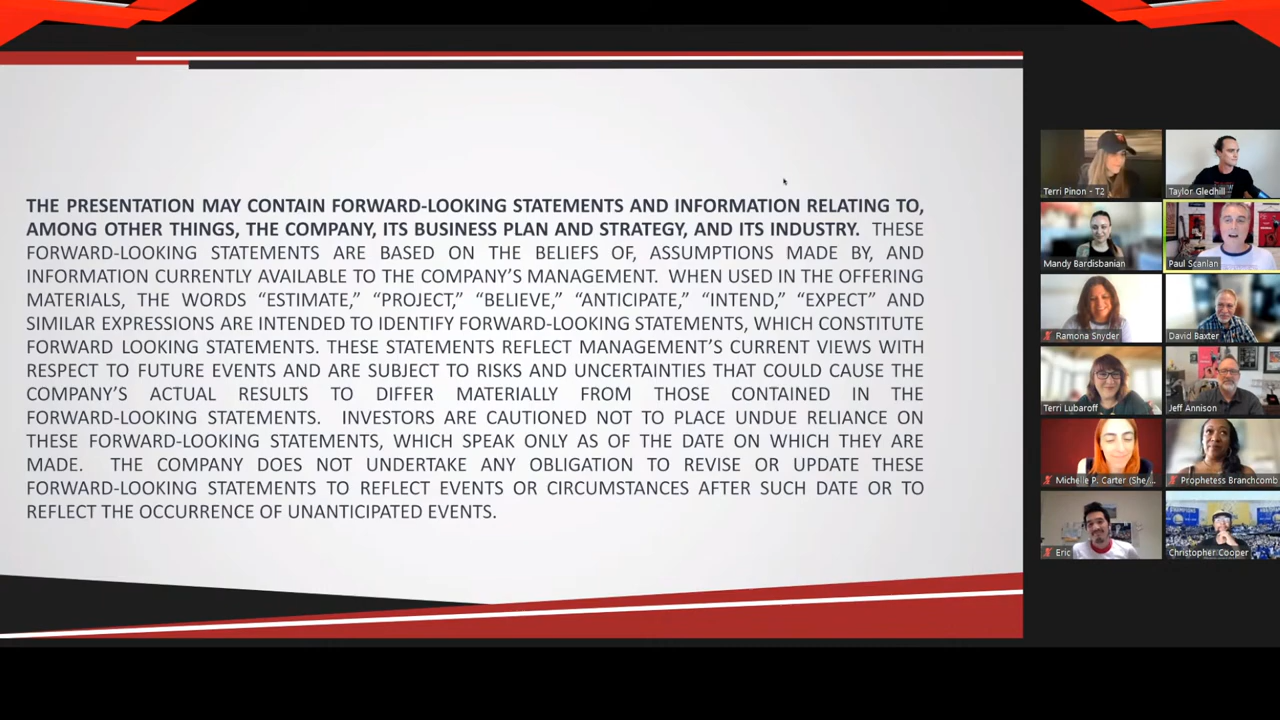 THE PRESENTATION MAY CONTAIN FORWARD-LOOKING STATEMENTS AND INFORMATION RELATING TO,
AMONG OTHER THINGS, THE COMPANY, ITS BUSINESS PLAN AND STRATEGY, AND ITS INDUSTRY. THESE
FORWARD-LOOKING STATEMENTS ARE BASED ON THE BELIEFS OF, ASSUMPTIONS MADE BY, AND
INFORMATION CURRENTLY AVAILABLE TO THE COMPANY’S MANAGEMENT. WHEN USED IN THE OFFERING
MATERIALS, THE WORDS “ESTIMATE,” “PROJECT,” “BELIEVE,” “ANTICIPATE,” “INTEND,” “EXPECT” AND
SIMILAR EXPRESSIONS ARE INTENDED TO IDENTIFY FORWARD-LOOKING STATEMENTS, WHICH CONSTITUTE
FORWARD LOOKING STATEMENTS. THESE STATEMENTS REFLECT MANAGEMENT’S CURRENT VIEWS WITH
RESPECT TO FUTURE EVENTS AND ARE SUBJECT TO RISKS AND UNCERTAINTIES THAT COULD CAUSE THE
COMPANY’S ACTUAL RESULTS TO DIFFER MATERIALLY FROM THOSE CONTAINED IN THE
FORWARD-LOOKING STATEMENTS. INVESTORS ARE CAUTIONED NOT TO PLACE UNDUE RELIANCE ON
THESE FORWARD-LOOKING STATEMENTS, WHICH SPEAK ONLY AS OF THE DATE ON WHICH THEY ARE
MADE. THE COMPANY DOES NOT UNDERTAKE ANY OBLIGATION TO REVISE OR UPDATE THESE
FORWARD-LOOKING STATEMENTS TO REFLECT EVENTS OR CIRCUMSTANCES AFTER SUCH DATE OR TO
REFLECT THE OCCURRENCE OF UNANTICIPATED EVENTS.
Terri Pinon - T2
Taylor Gledhill
Mandy Bardisbanian
Paul Scanlan
Ramona Snyder
David Baxter
Terri Lubaroff
Jeff Annison
Michelle P. Carter (She/...
Prophetess Branchcomb
Eric
Christopher Cooper